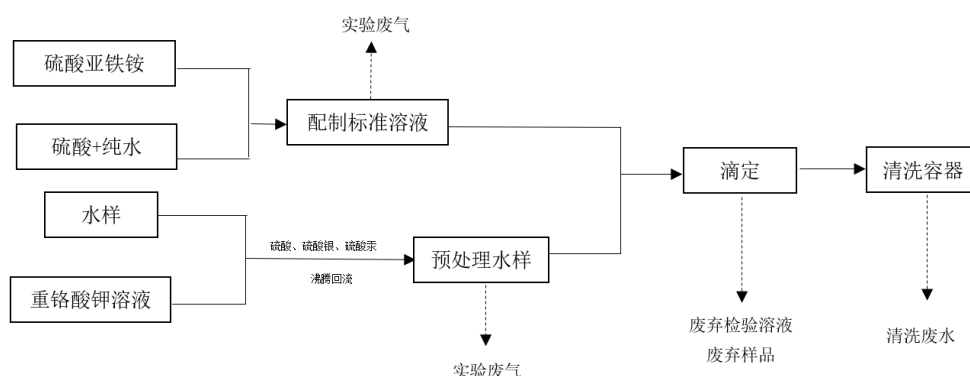 实验废气
硫酸亚铁铵
配制标准溶液
硫酸+纯水
滴定
清洗容器
水样
硫酸、硫酸银、硫酸汞
沸腾回流
预处理水样
重铬酸钾溶液
废弃检验溶液
废弃样品
清洗废水
实验废气